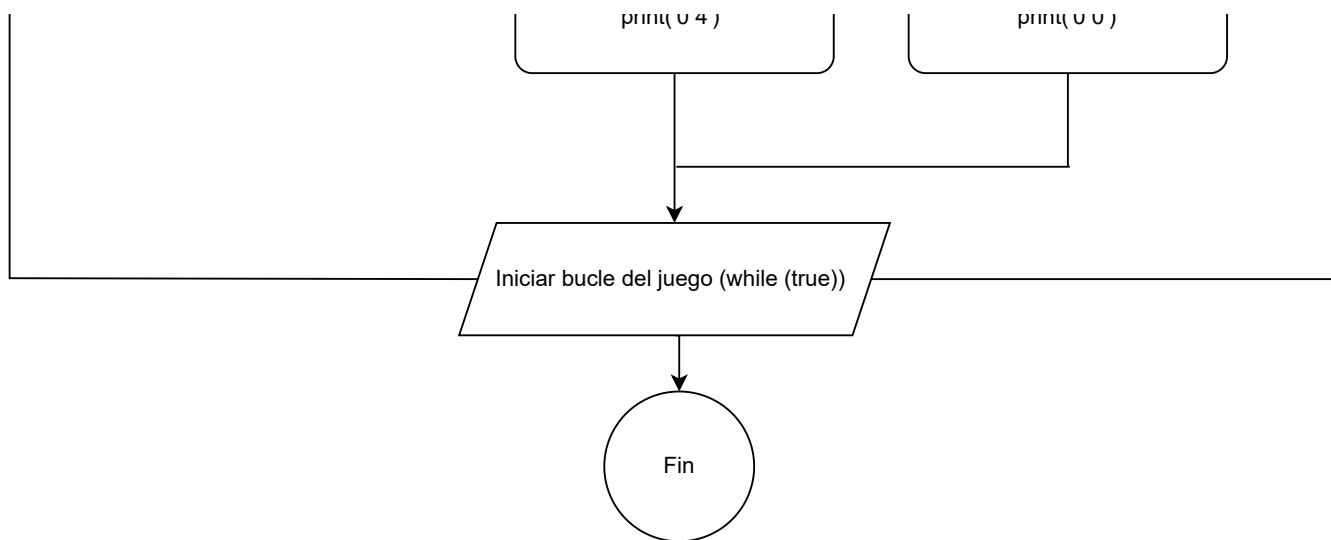 print('0 4')
print('0 0')
Iniciar bucle del juego (while (true))
Fin